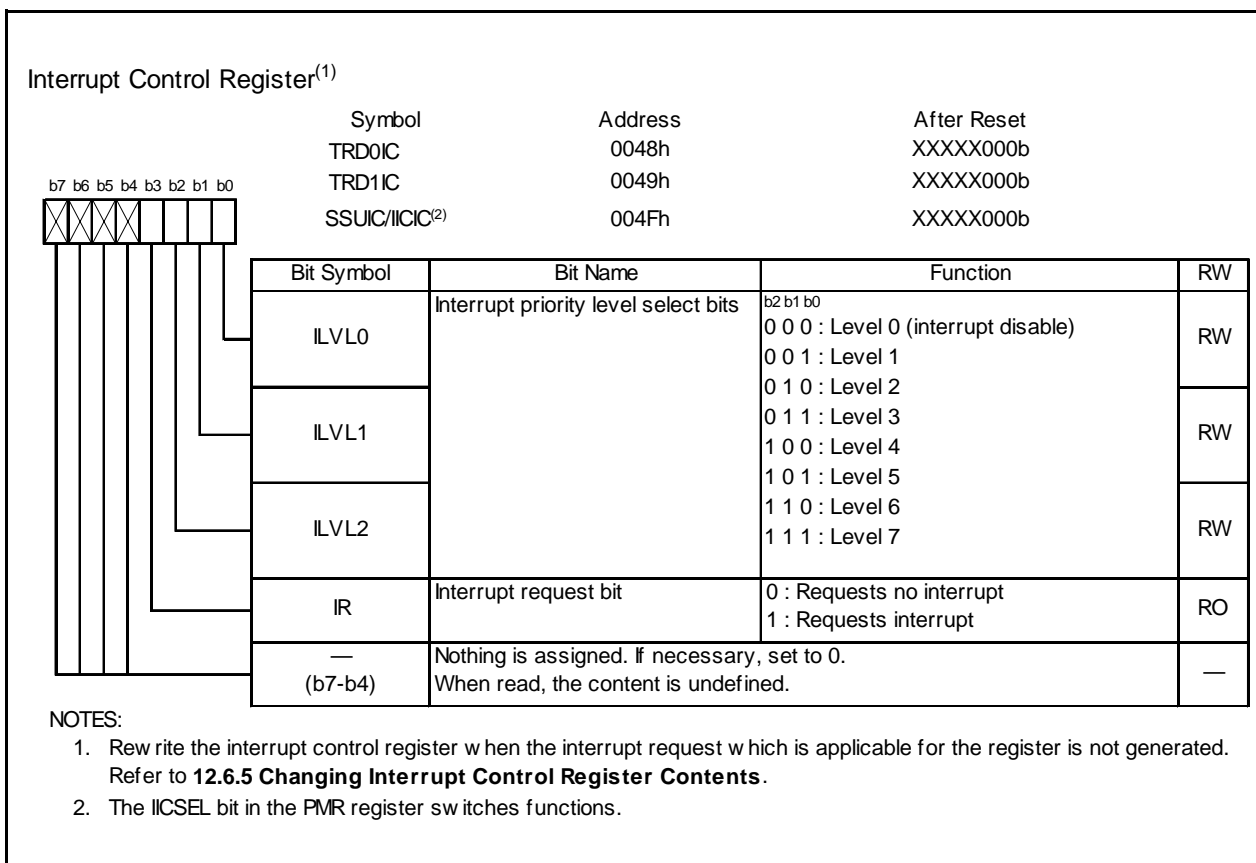 Interrupt Control Register(1)
Symbol Address After Reset
TRD0IC 0048h XXXXX000b
TRD1IC 0049h XXXXX000b
SSUIC/IICIC(2) 004Fh XXXXX000b
b7 b6 b5 b4 b3 b2 b1 b0
Bit Symbol Bit Name Function RW
ILVL0 Interrupt priority level select bits b2 b1 b0
0 0 0 : Level 0 (interrupt disable) RW
0 0 1 : Level 1
0 1 0 : Level 2
ILVL1 0 1 1 : Level 3 RW
1 0 0 : Level 4
1 0 1 : Level 5
ILVL2 1 1 0 : Level 6 RW
1 1 1 : Level 7
IR Interrupt request bit 0 : Requests no interrupt RO
1 : Requests interrupt
— Nothing is assigned. If necessary, set to 0. —
(b7-b4) When read, the content is undefined.
NOTES:
1. Rewrite the interrupt control register when the interrupt request which is applicable for the register is not generated.
Refer to 12.6.5 Changing Interrupt Control Register Contents.
2. The IICSEL bit in the PMR register switches functions.